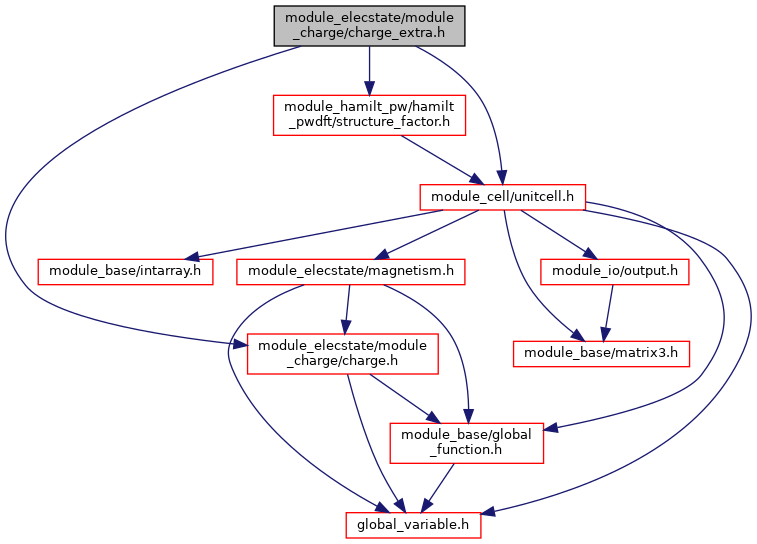 module_elecstate/module
_charge/charge_extra.h
module_hamilt_pw/hamilt
_pwdft/structure_factor.h
module_cell/unitcell.h
module_base/intarray.h
module_elecstate/magnetism.h
module_io/output.h
module_elecstate/module
_charge/charge.h
module_base/matrix3.h
module_base/global
_function.h
global_variable.h